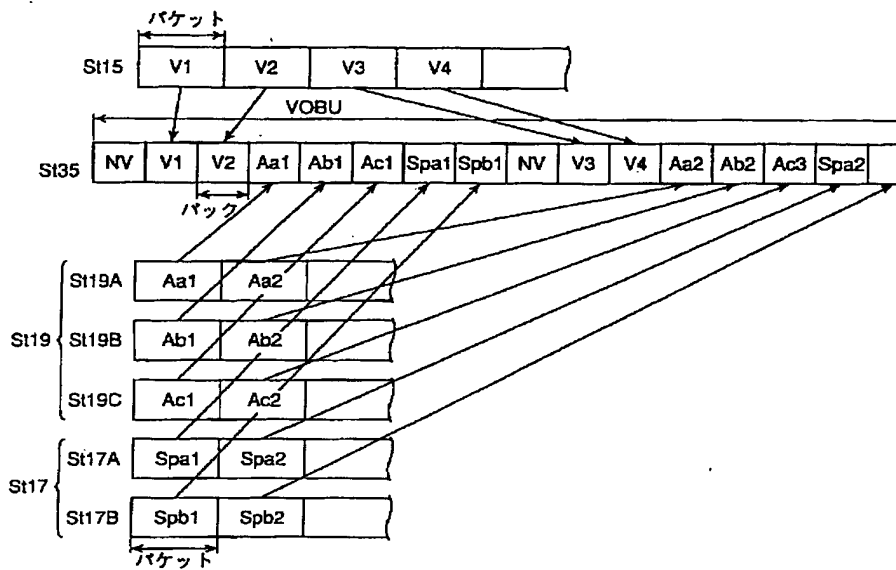 パケット
St15 V1 V2 V3 V4
VOBU
St35 NV V1 V2 Aa1 Ab1 Ac1 Spa1 Spb1 NV V3 V4 Aa2 Ab2 Ac3 Spa2
パック
St19A Aa1 Aa2
St19 St19B Ab1 Ab2
St19C Ac1 Ac2
St17A Spa1 Spa2
St17
St17B Spb1 Spb2
パケット